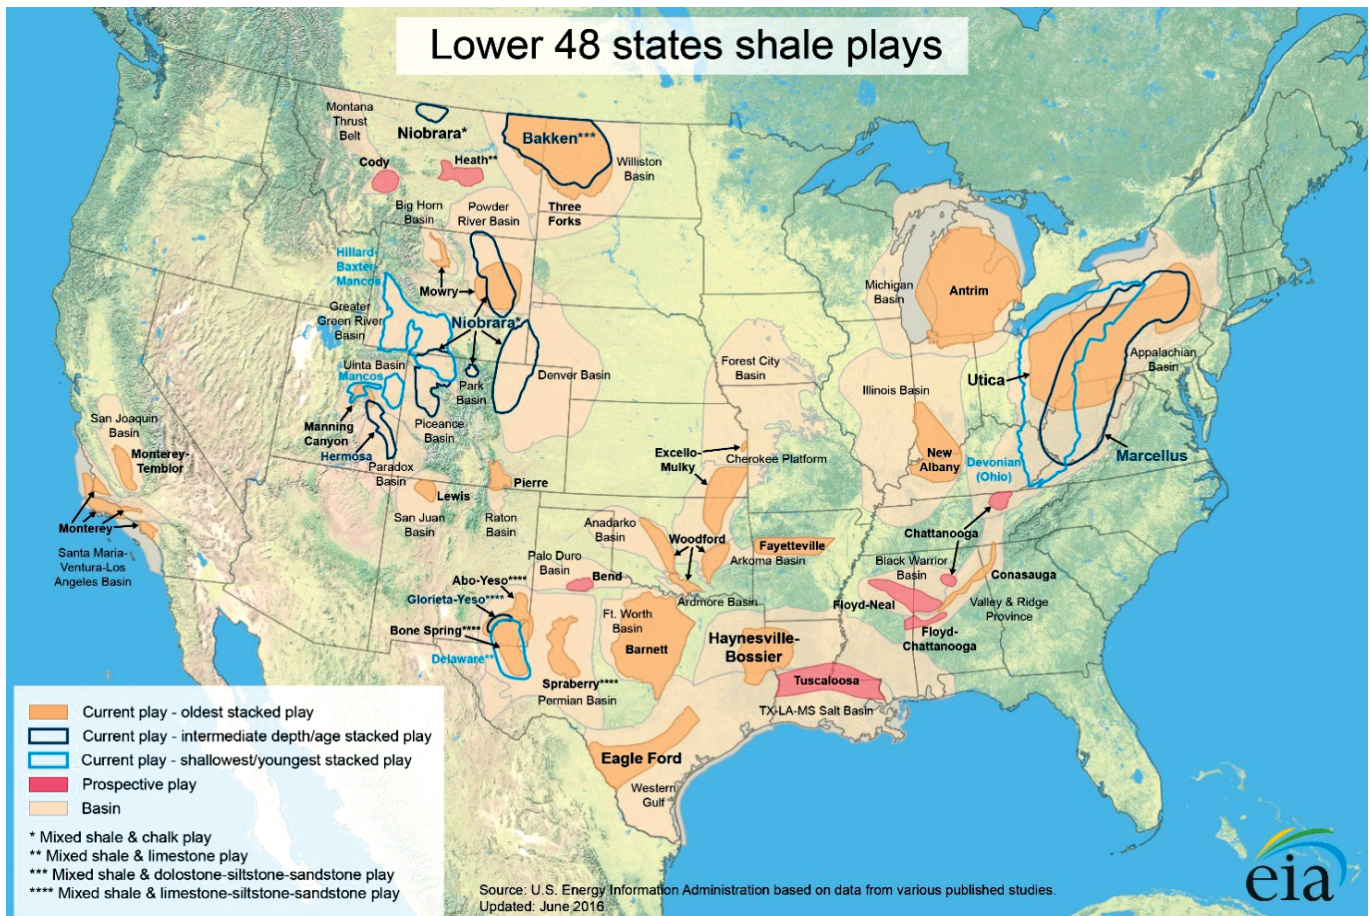 Lower 48 states shale plays
Montana
Thrust
Belt
Niobrara*
Bakken***
Cody
Heath**
Williston
Basin
Big Horn
Basin
Powder
River Basin
Three
Forks
Hillard-
Baxter-
Mancos
Mowry
Greater
Green River
Basin
Niobrara*
Michigan
Basin
Antrim
Uinta Basin
Mancos
Park
Basin
Denver Basin
Forest City
Basin
Illinois Basin
Utica
Appalachian
Basin
San Joaquin
Basin
Manning
Canyon
Piceance
Basin
Hermosa
Monterey-
Temblor
Paradox
Basin
Excello-
Mulky
Cherokee Platform
New
Albany
Devonian
(Ohio)
Marcellus
Lewis
Pierre
Monterey
San Juan
Basin
Raton
Basin
Anadarko
Basin
Woodford
Fayetteville
Arkoma Basin
Chattanooga
Santa Maria-
Ventura-Los
Angeles Basin
Palo Duro
Basin
Bend
Black Warrior
Basin
Conasauga
Abo-Yeso****
Glorieta-Yeso****
Ardmore Basin
Floyd-Neal
Valley & Ridge
Province
Bone Spring****
Ft. Worth
Basin
Floyd-
Chattanooga
Delaware**
Barnett
Haynesville-
Bossier
Spraberry****
Permian Basin
Tuscaloosa
TX-LA-MS Salt Basin
Eagle Ford
Western
Gulf
Current play - oldest stacked play
Current play - intermediate depth/age stacked play
Current play - shallowest/youngest stacked play
Prospective play
Basin
* Mixed shale & chalk play
** Mixed shale & limestone play
*** Mixed shale & dolostone-siltstone-sandstone play
**** Mixed shale & limestone-siltstone-sandstone play
Source: U.S. Energy Information Administration based on data from various published studies.
Updated: June 2016
eia